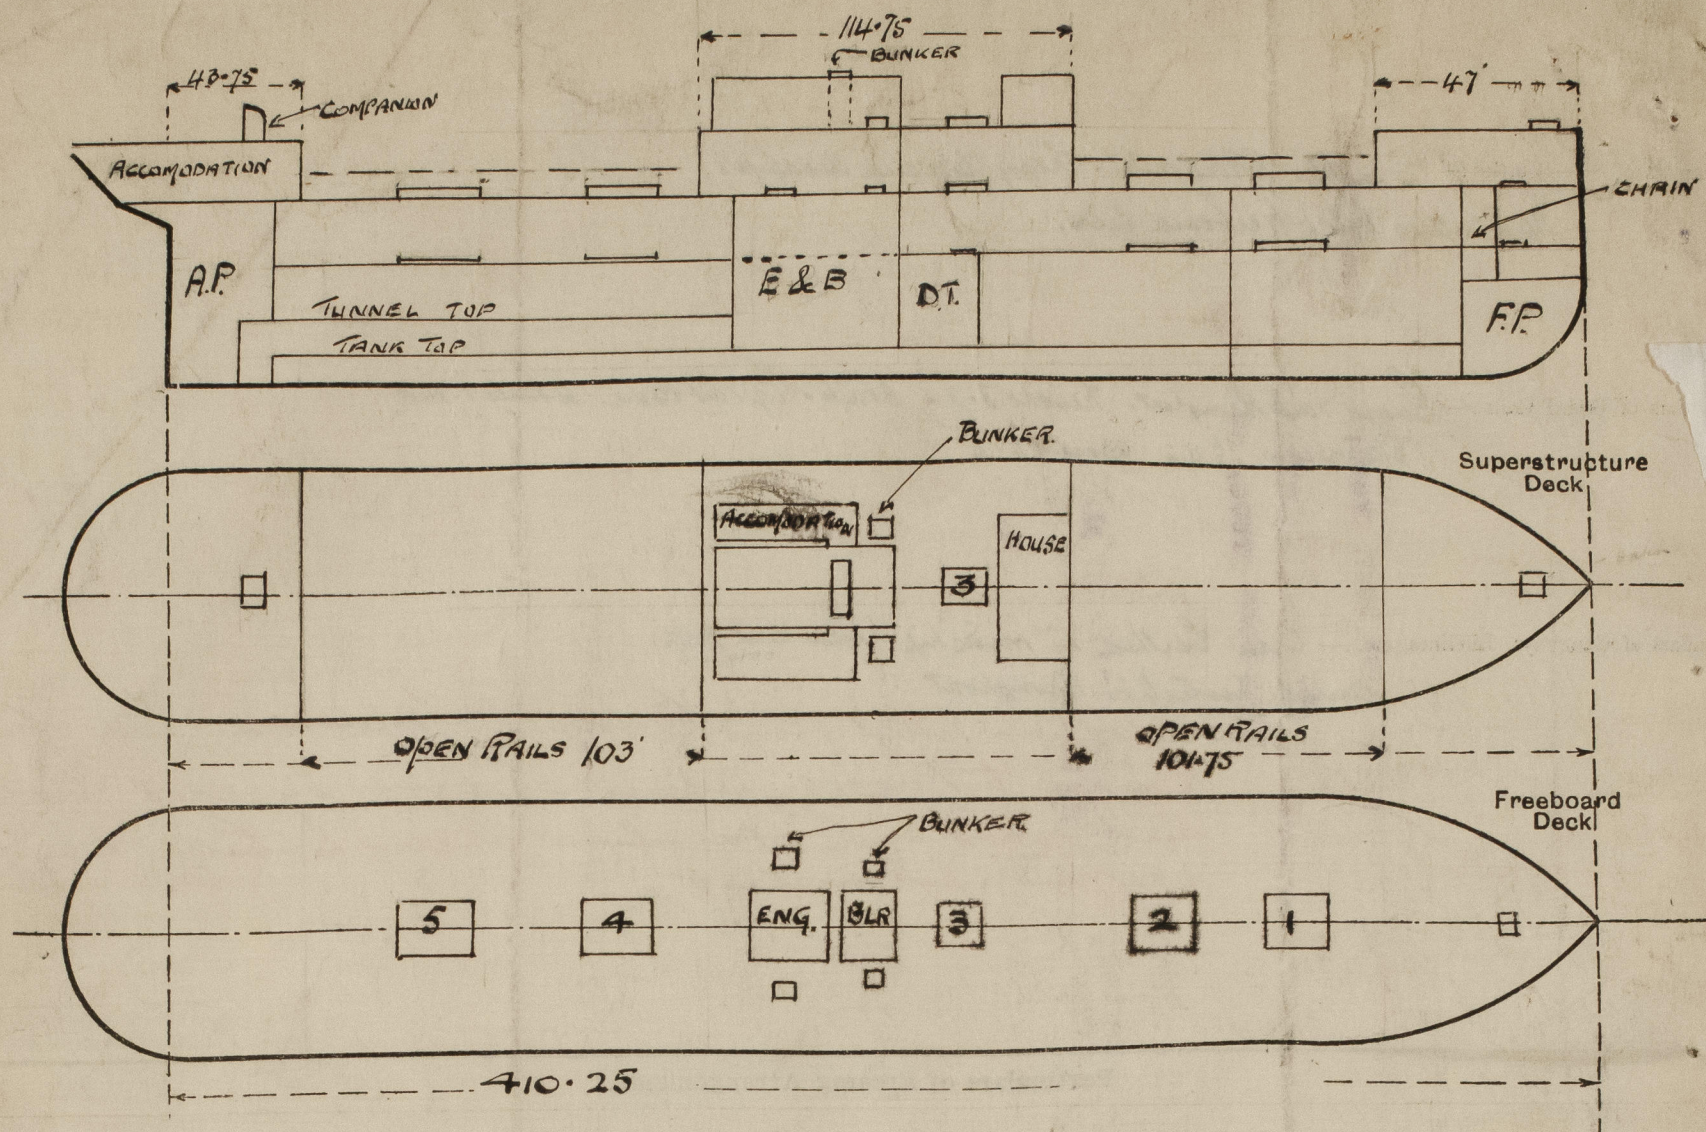 114·75
BUNKER
43·75
47'
COMPANION
ACCOMODATION
CHAIN
A.P.
E & B
D.T.
TUNNEL TOP
F.P.
TANK TOP
BUNKER.
Superstructure
Deck
ACCOMODATION
HOUSE
3
OPEN RAILS 103'
OPEN RAILS
101·75
Freeboard
Deck
BUNKER.
5
4
ENG.
BLR
3
2
1
410·25